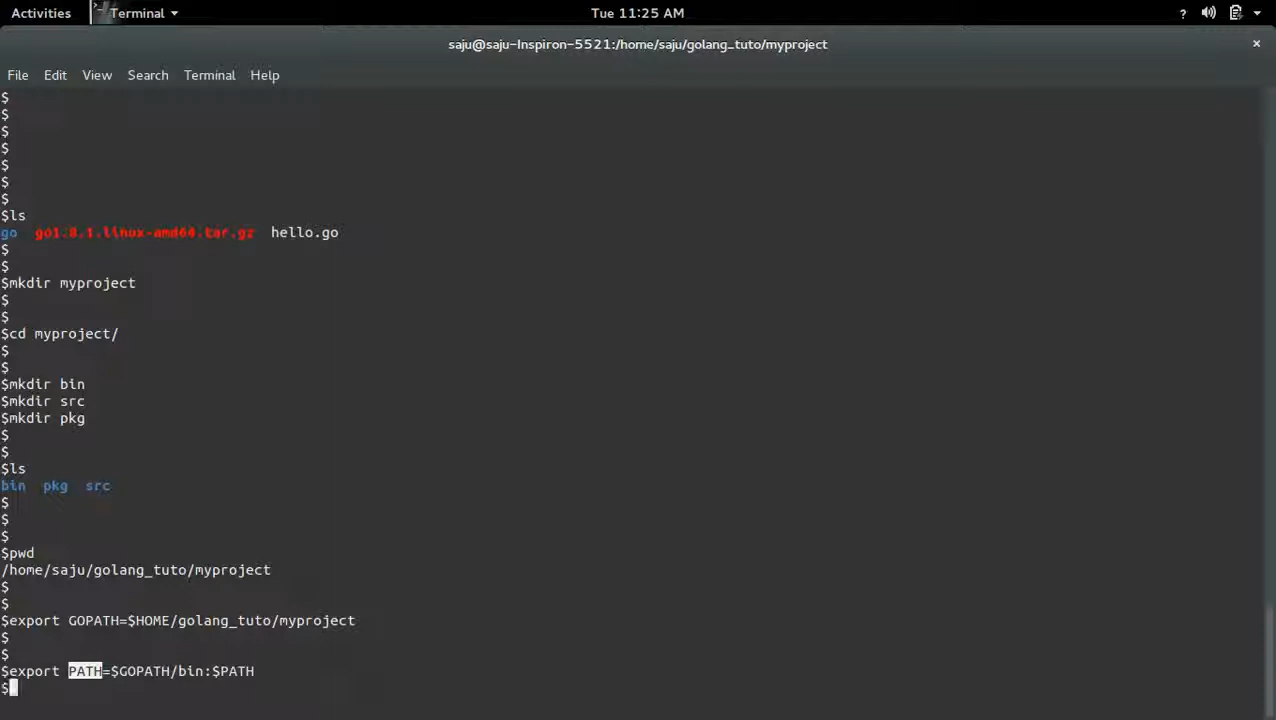 Activities Terminal Tue 11:25 AM ?
saju@saju-Inspiron-5521:/home/saju/golang_tuto/myproject ×
File Edit View Search Terminal Help
$
$
$
$
$
$
$
$ls
go go1.8.1.linux-amd64.tar.gz hello.go
$
$
$mkdir myproject
$
$
$cd myproject/
$
$
$mkdir bin
$mkdir src
$mkdir pkg
$
$
$ls
bin pkg src
$
$
$
$pwd
/home/saju/golang_tuto/myproject
$
$
$export GOPATH=$HOME/golang_tuto/myproject
$
$
$export PATH=$GOPATH/bin:$PATH
$